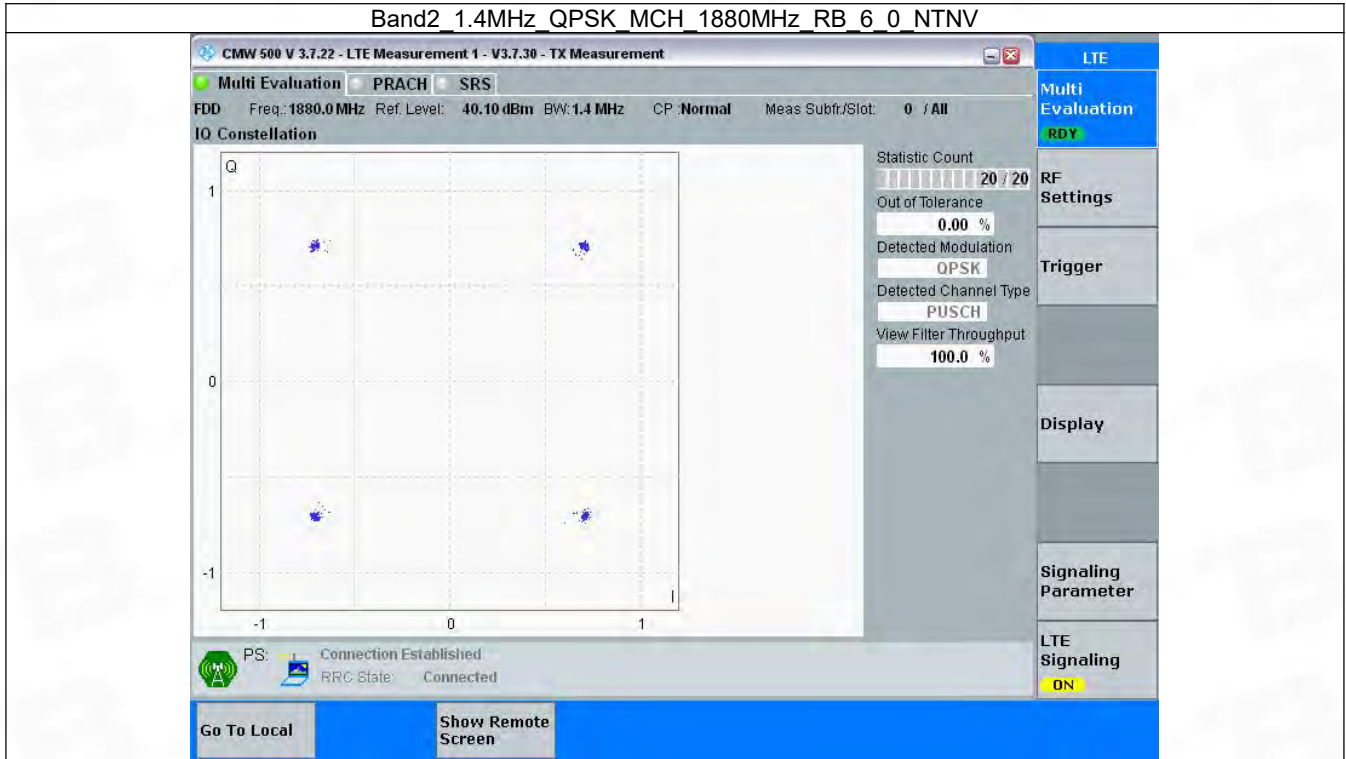 Band2_1.4MHz_QPSK_MCH_1880MHz_RB_6_0_NTNV
CMW 500 V 3.7.22 - LTE Measurement 1 - V3.7.30 - TX Measurement
LTE
Multi Evaluation PRACH SRS
Multi
Evaluation
RDY
FDD Freq.: 1880.0 MHz Ref. Level: 40.10 dBm BW: 1.4 MHz CP :Normal Meas Subfr./Slot: 0 / All
IQ Constellation
Q
1
0
-1
I
-1 0 1
Statistic Count
20 / 20
Out of Tolerance
0.00 %
Detected Modulation
QPSK
Detected Channel Type
PUSCH
View Filter Throughput
100.0 %
RF
Settings
Trigger
Display
Signaling
Parameter
LTE
Signaling
ON
PS: Connection Established
RRC State: Connected
Go To Local
Show Remote
Screen